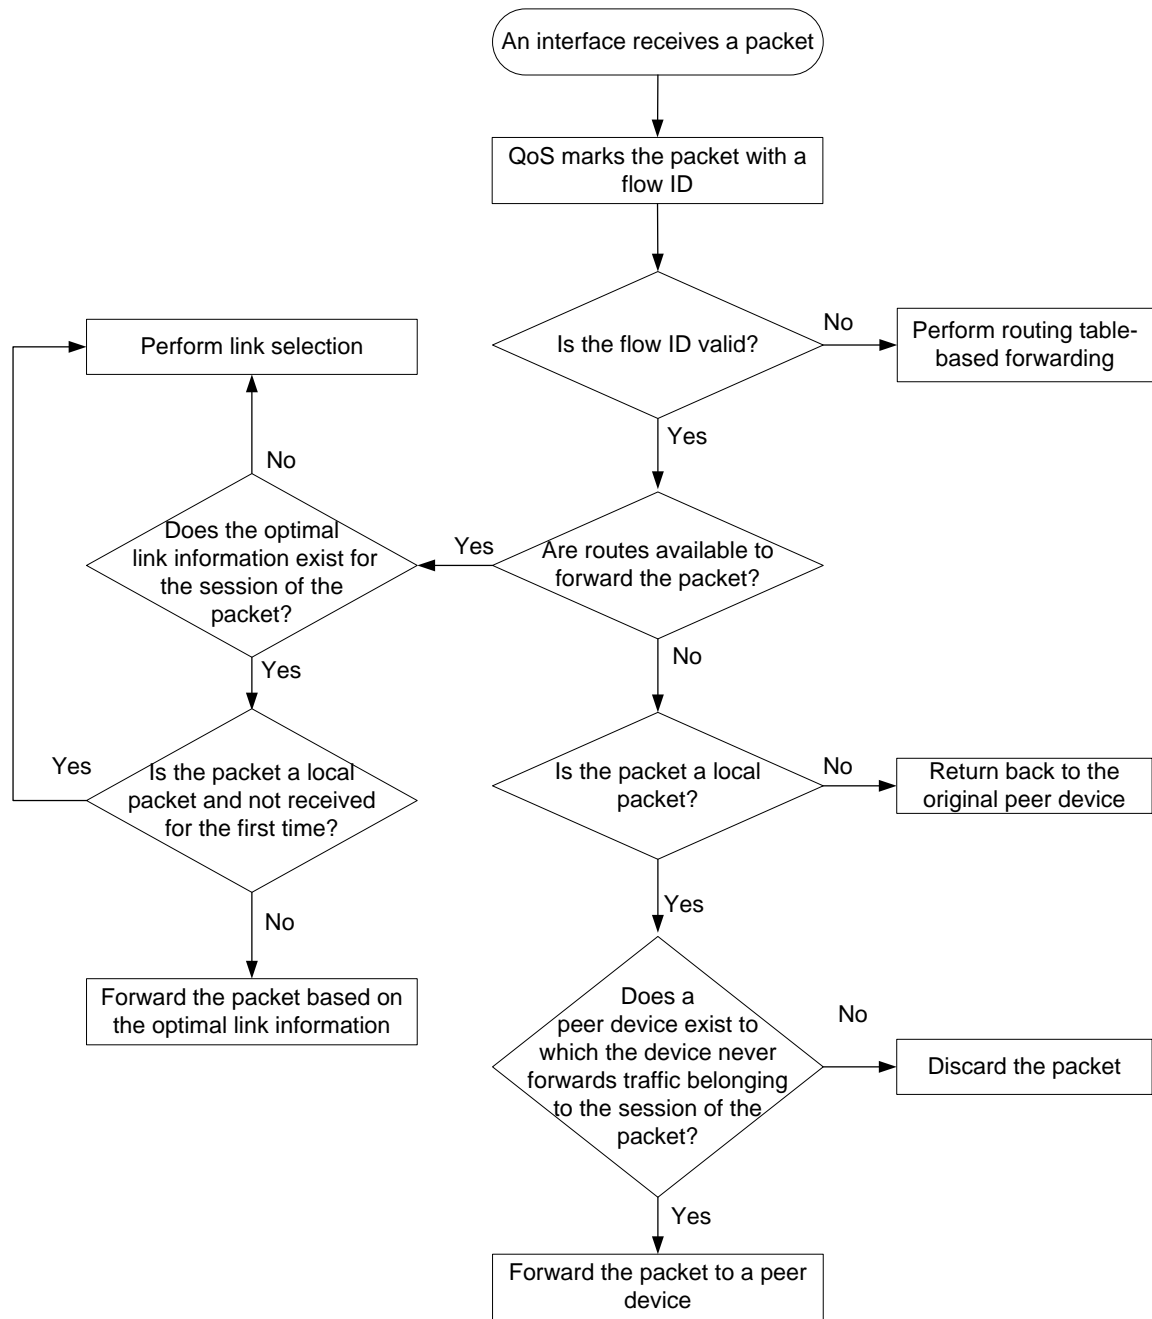 An interface receives a packet
QoS marks the packet with a
flow ID
Is the flow ID valid?
No
Perform routing table-
based forwarding
Yes
Perform link selection
No
Does the optimal
link information exist for
the session of the
packet?
Yes
Are routes available to
forward the packet?
Yes
No
Yes
Is the packet a local
packet and not received
for the first time?
Is the packet a local
packet?
No
Return back to the
original peer device
No
Yes
Forward the packet based on
the optimal link information
Does a
peer device exist to
which the device never
forwards traffic belonging
to the session of the
packet?
No
Discard the packet
Yes
Forward the packet to a peer
device